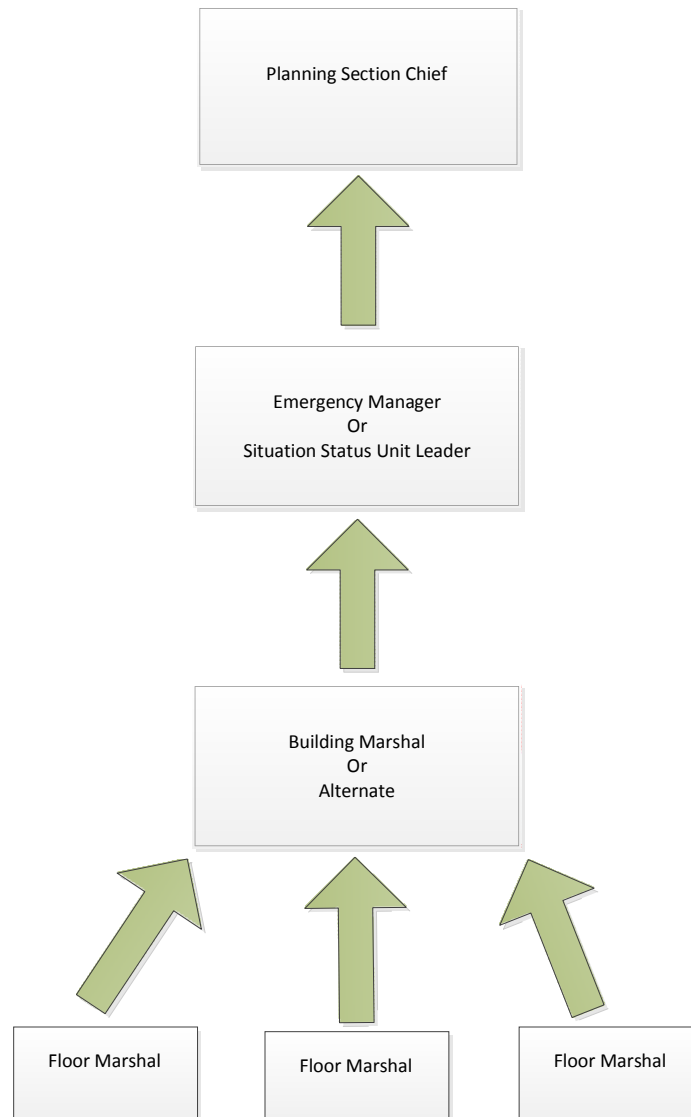 Planning Section Chief
Emergency Manager
Or
Situation Status Unit Leader
Building Marshal
Or
Alternate
Floor Marshal
Floor Marshal
Floor Marshal